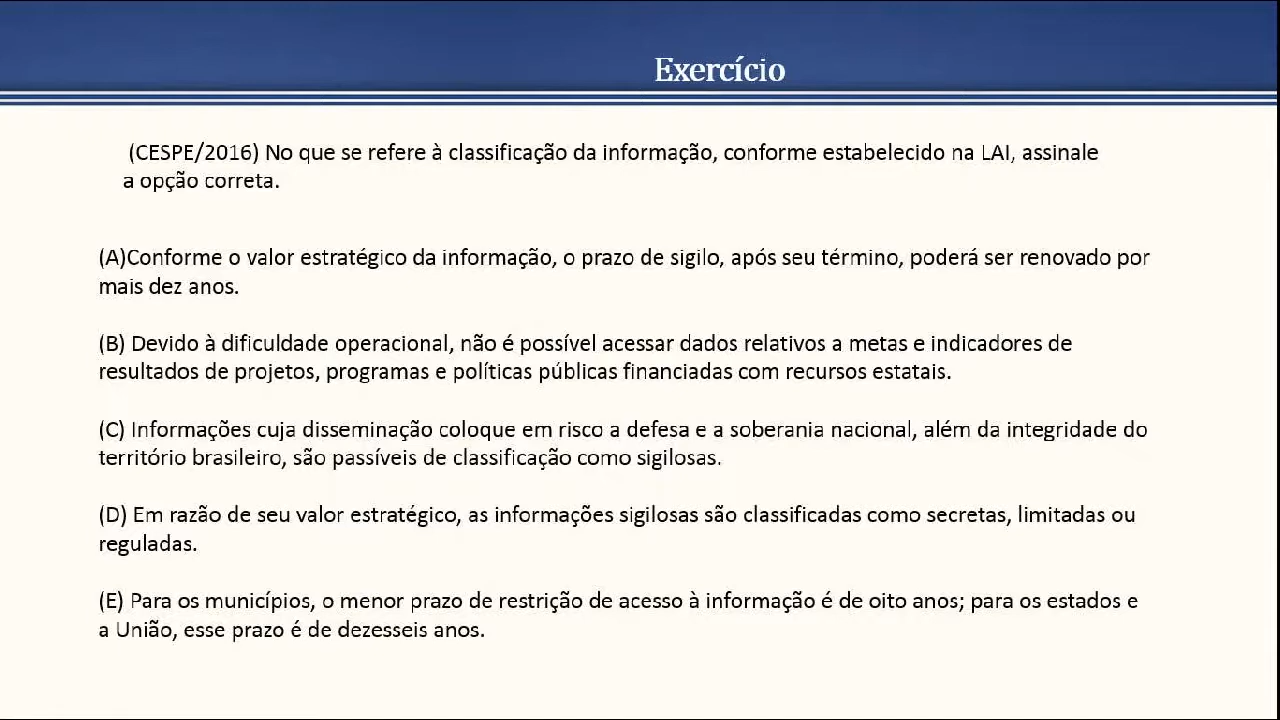 Exercício
(CESPE/2016) No que se refere à classificação da informação, conforme estabelecido na LAI, assinale
a opção correta.
(A)Conforme o valor estratégico da informação, o prazo de sigilo, após seu término, poderá ser renovado por
mais dez anos.
(B) Devido à dificuldade operacional, não é possível acessar dados relativos a metas e indicadores de
resultados de projetos, programas e políticas públicas financiadas com recursos estatais.
(C) Informações cuja disseminação coloque em risco a defesa e a soberania nacional, além da integridade do
território brasileiro, são passíveis de classificação como sigilosas.
(D) Em razão de seu valor estratégico, as informações sigilosas são classificadas como secretas, limitadas ou
reguladas.
(E) Para os municípios, o menor prazo de restrição de acesso à informação é de oito anos; para os estados e
a União, esse prazo é de dezesseis anos.